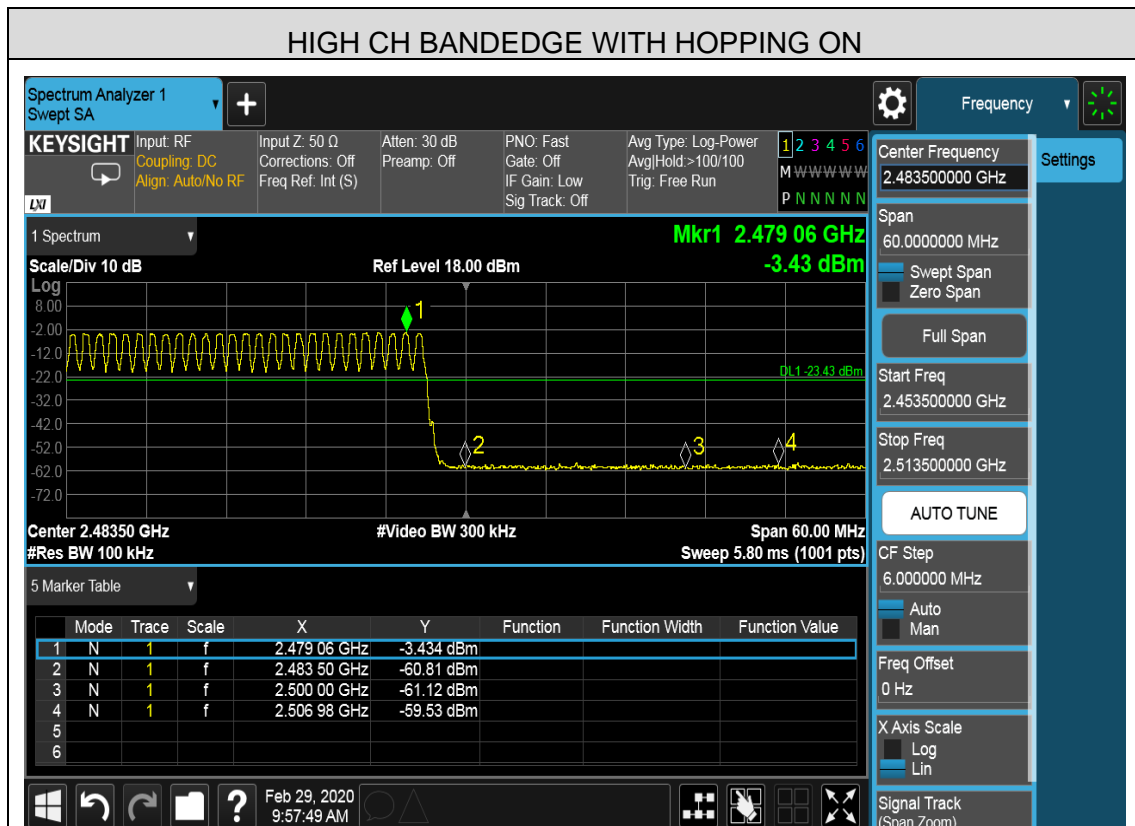 HIGH CH BANDEDGE WITH HOPPING ON
Spectrum Analyzer 1
Swept SA
+
Frequency
KEYSIGHT
LXI
Input: RF
Coupling: DC
Align: Auto/No RF
Input Z: 50 Ω
Corrections: Off
Freq Ref: Int (S)
Atten: 30 dB
Preamp: Off
PNO: Fast
Gate: Off
IF Gain: Low
Sig Track: Off
Avg Type: Log-Power
Avg|Hold:>100/100
Trig: Free Run
1 2 3 4 5 6
M W W W W W
P N N N N N
1 Spectrum
Mkr1 2.479 06 GHz
-3.43 dBm
Scale/Div 10 dB
Ref Level 18.00 dBm
Log
8.00
-2.00
-12.0
-22.0
-32.0
-42.0
-52.0
-62.0
-72.0
1
DL1 -23.43 dBm
2
3
4
Center 2.48350 GHz
#Video BW 300 kHz
Span 60.00 MHz
#Res BW 100 kHz
Sweep 5.80 ms (1001 pts)
5 Marker Table
Mode Trace Scale X Y Function Function Width Function Value
1 N 1 f 2.479 06 GHz -3.434 dBm
2 N 1 f 2.483 50 GHz -60.81 dBm
3 N 1 f 2.500 00 GHz -61.12 dBm
4 N 1 f 2.506 98 GHz -59.53 dBm
5
6
?
Feb 29, 2020
9:57:49 AM
Center Frequency
2.483500000 GHz
Settings
Span
60.0000000 MHz
Swept Span
Zero Span
Full Span
Start Freq
2.453500000 GHz
Stop Freq
2.513500000 GHz
AUTO TUNE
CF Step
6.000000 MHz
Auto
Man
Freq Offset
0 Hz
X Axis Scale
Log
Lin
Signal Track
(Span Zoom)